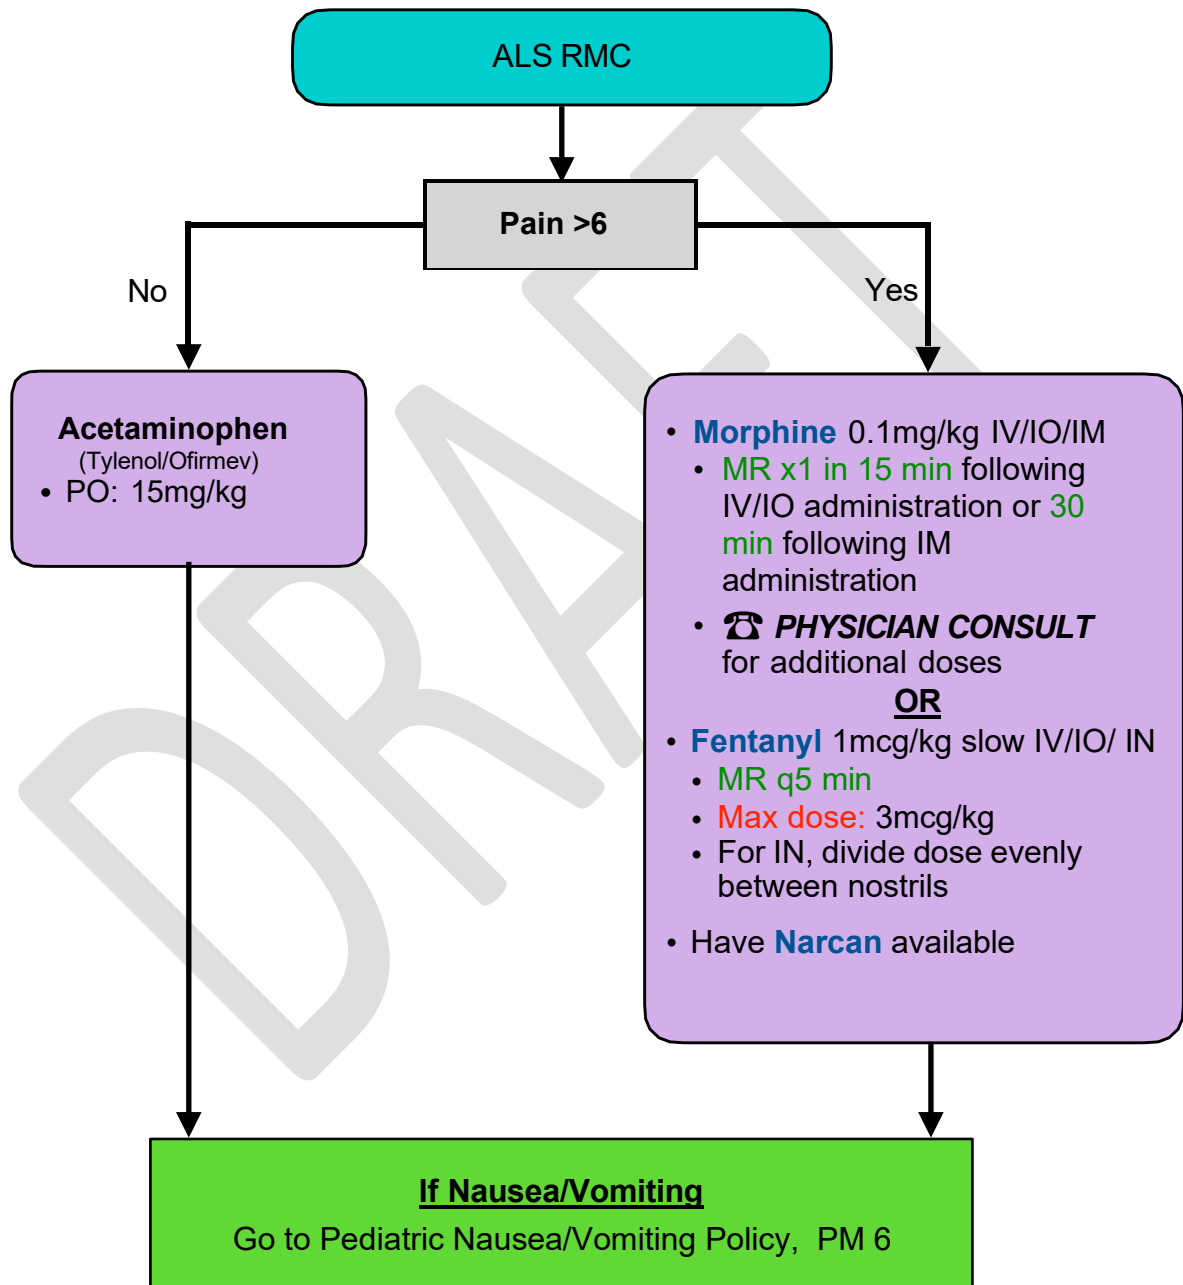 ALS RMC
Pain >6
No
Yes
Acetaminophen
(Tylenol/Ofirmev)
• PO: 15mg/kg
• Morphine 0.1mg/kg IV/IO/IM
• MR x1 in 15 min following
IV/IO administration or 30
min following IM
administration
• ☎ PHYSICIAN CONSULT
for additional doses
OR
• Fentanyl 1mcg/kg slow IV/IO/ IN
• MR q5 min
• Max dose: 3mcg/kg
• For IN, divide dose evenly
between nostrils
• Have Narcan available
If Nausea/Vomiting
Go to Pediatric Nausea/Vomiting Policy, PM 6
DRAFT